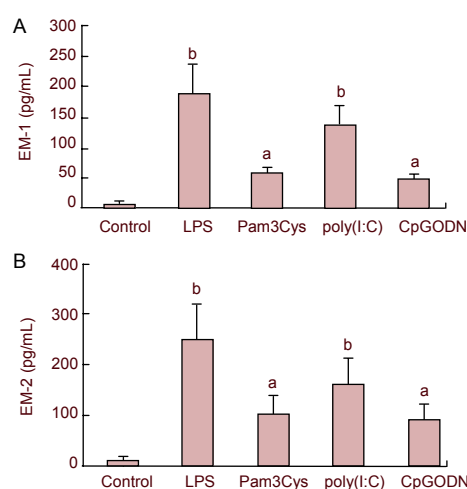 A
EM-1 (pg/mL)
300
250
200
150
100
50
0
b
a
b
a
Control LPS Pam3Cys poly(I:C) CpGODN
B
EM-2 (pg/mL)
400
300
200
100
0
b
a
b
a
Control LPS Pam3Cys poly(I:C) CpGODN